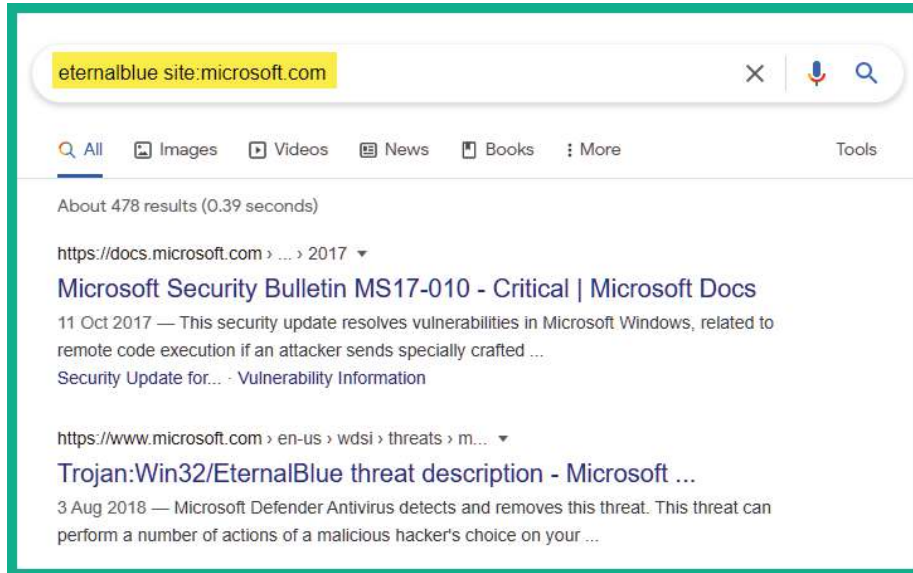 eternalblue site:microsoft.com
All Images Videos News Books More Tools
About 478 results (0.39 seconds)
https://docs.microsoft.com › ... › 2017
Microsoft Security Bulletin MS17-010 - Critical | Microsoft Docs
11 Oct 2017 — This security update resolves vulnerabilities in Microsoft Windows, related to
remote code execution if an attacker sends specially crafted ...
Security Update for... · Vulnerability Information
https://www.microsoft.com › en-us › wdsi › threats › m...
Trojan:Win32/EternalBlue threat description - Microsoft ...
3 Aug 2018 — Microsoft Defender Antivirus detects and removes this threat. This threat can
perform a number of actions of a malicious hacker's choice on your ...